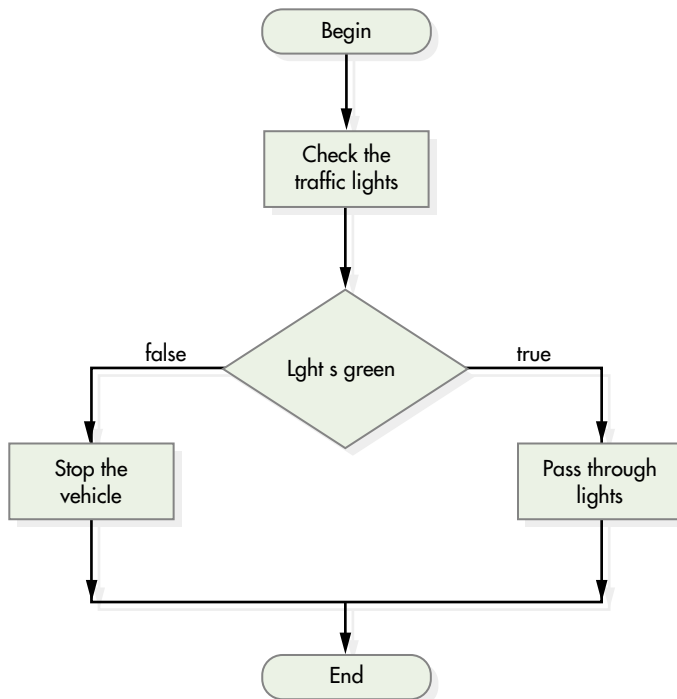 Begin
Check the
traffic lights
Lght s green
false
true
Stop the
vehicle
Pass through
lights
End